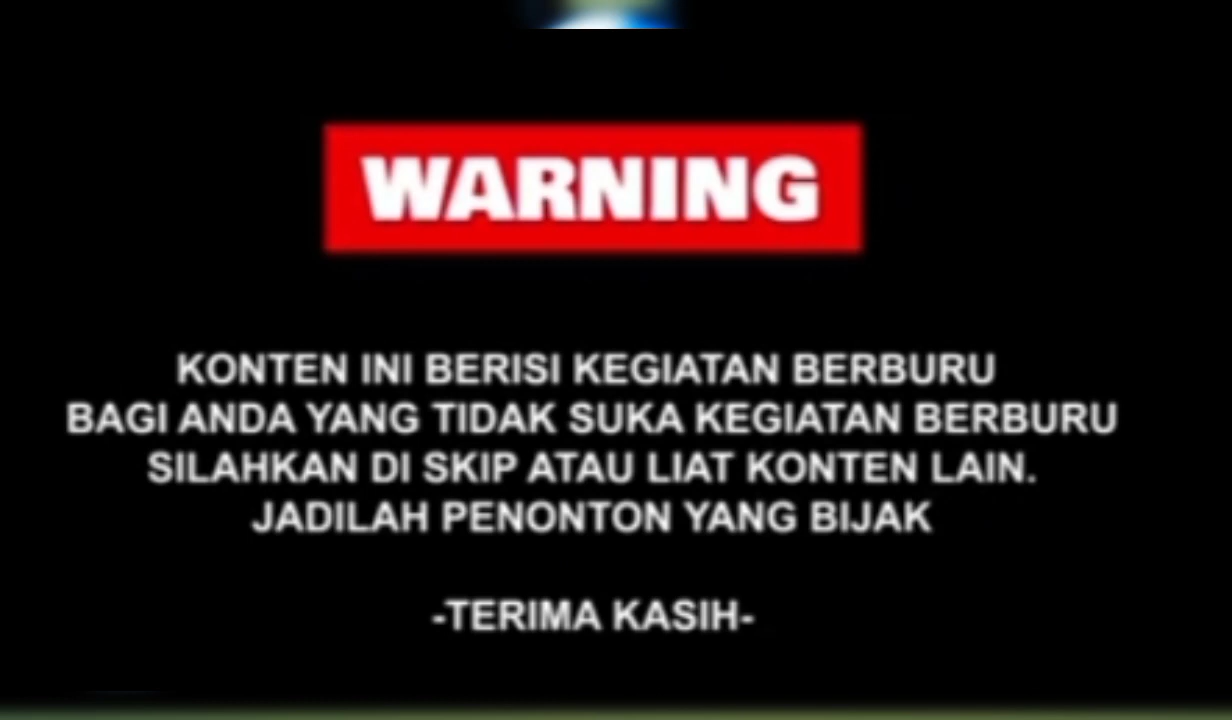 WARNING
KONTEN INI BERISI KEGIATAN BERBURU
BAGI ANDA YANG TIDAK SUKA KEGIATAN BERBURU
SILAHKAN DI SKIP ATAU LIAT KONTEN LAIN.
JADILAH PENONTON YANG BIJAK
-TERIMA KASIH-